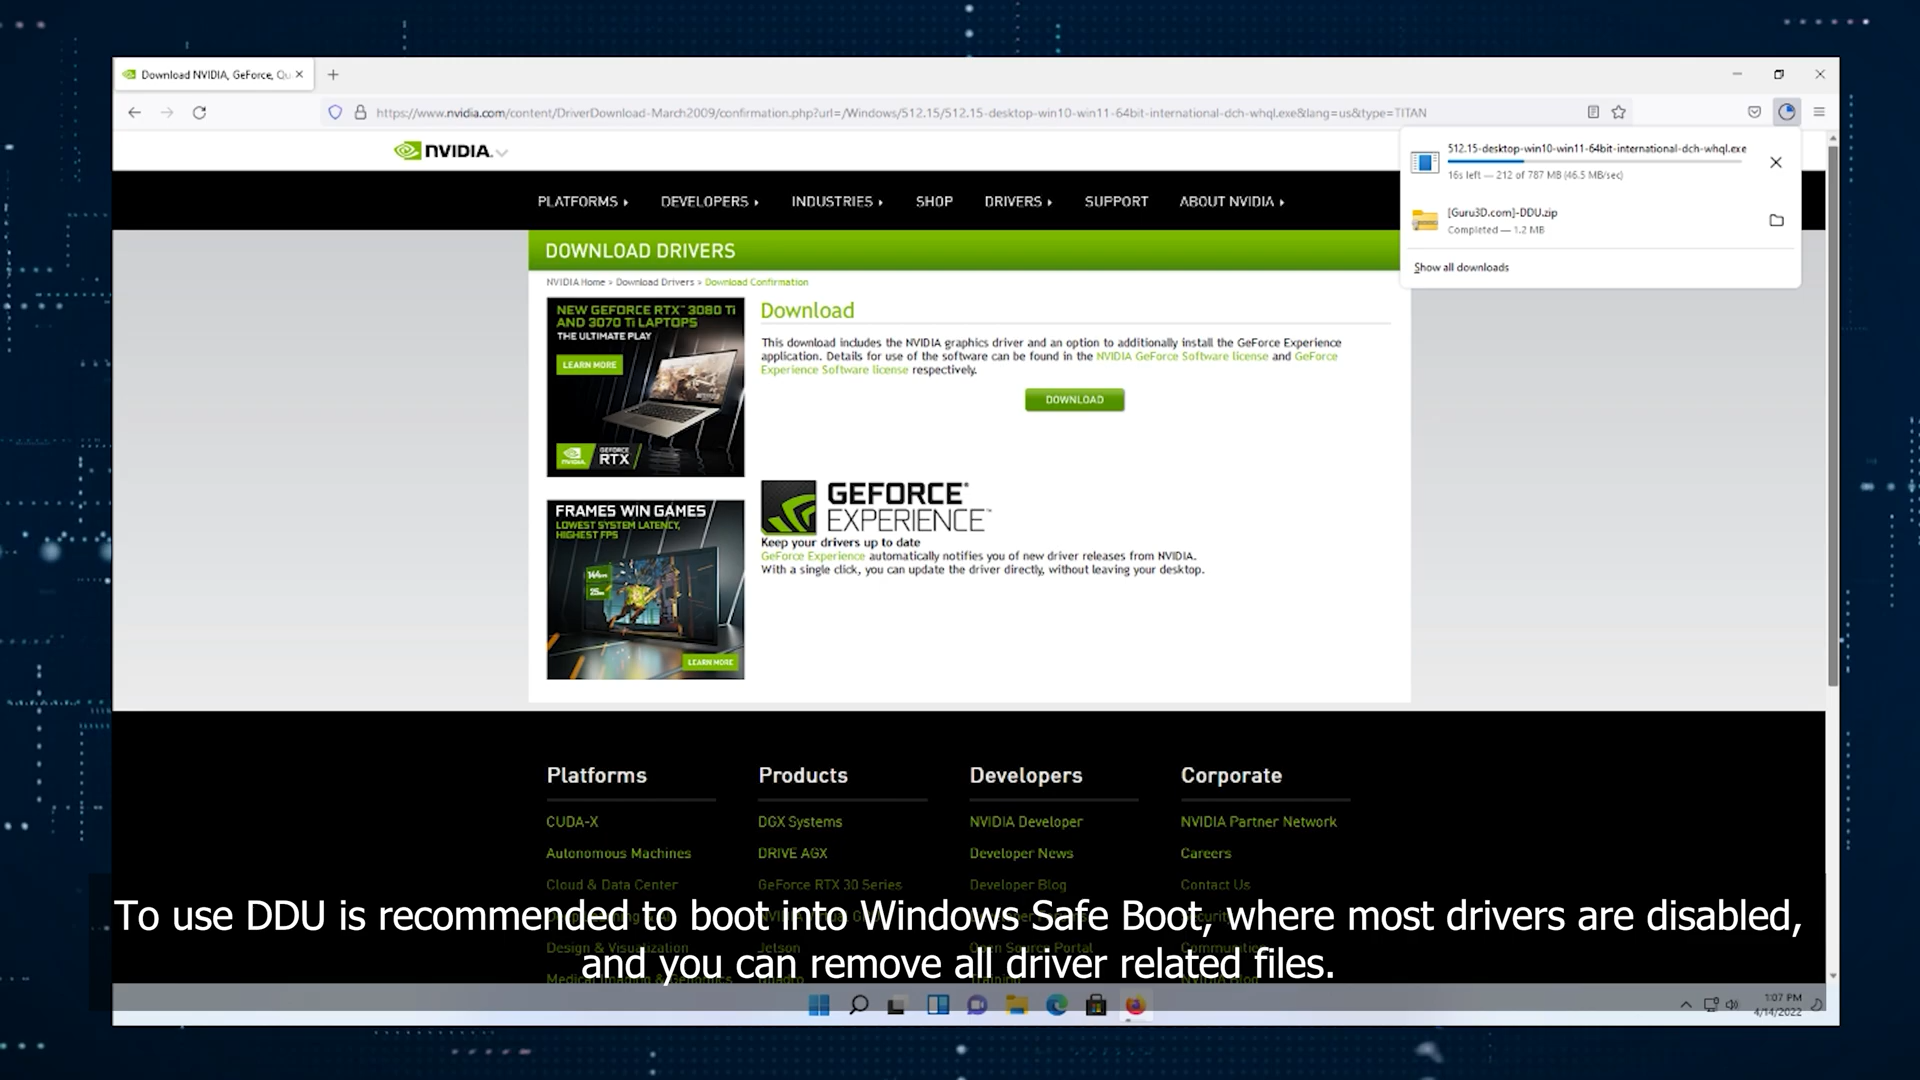 Download NVIDIA, GeForce, Qu
https://www.nvidia.com/content/DriverDownload-March2009/confirmation.php?url=/Windows/512.15/512.15-desktop-win10-win11-64bit-international-dch-whql.exe&lang=us&type=TITAN
512.15-desktop-win10-win11-64bit-international-dch-whql.exe
16s left — 212 of 787 MB (46.5 MB/sec)
[Guru3D.com]-DDU.zip
Completed — 1.2 MB
Show all downloads
NVIDIA.
PLATFORMS DEVELOPERS INDUSTRIES SHOP DRIVERS SUPPORT ABOUT NVIDIA
DOWNLOAD DRIVERS
NVIDIA Home > Download Drivers > Download Confirmation
NEW GEFORCE RTX™ 3080 Ti
AND 3070 Ti LAPTOPS
THE ULTIMATE PLAY
LEARN MORE
NVIDIA. GEFORCE
RTX
Download
This download includes the NVIDIA graphics driver and an option to additionally install the GeForce Experience
application. Details for use of the software can be found in the NVIDIA GeForce Software license and GeForce
Experience Software license respectively.
DOWNLOAD
FRAMES WIN GAMES
LOWEST SYSTEM LATENCY,
HIGHEST FPS
LEARN MORE
GEFORCE®
EXPERIENCE™
Keep your drivers up to date
GeForce Experience automatically notifies you of new driver releases from NVIDIA.
With a single click, you can update the driver directly, without leaving your desktop.
Platforms Products Developers Corporate
CUDA-X DGX Systems NVIDIA Developer NVIDIA Partner Network
Autonomous Machines DRIVE AGX Developer News Careers
Cloud & Data Center GeForce RTX 30 Series Developer Blog Contact Us
To use DDU is recommended to boot into Windows Safe Boot, where most drivers are disabled,
Design & Visualization Jetson Open Source Portal
and you can remove all driver related files.
1:07 PM
4/14/2022